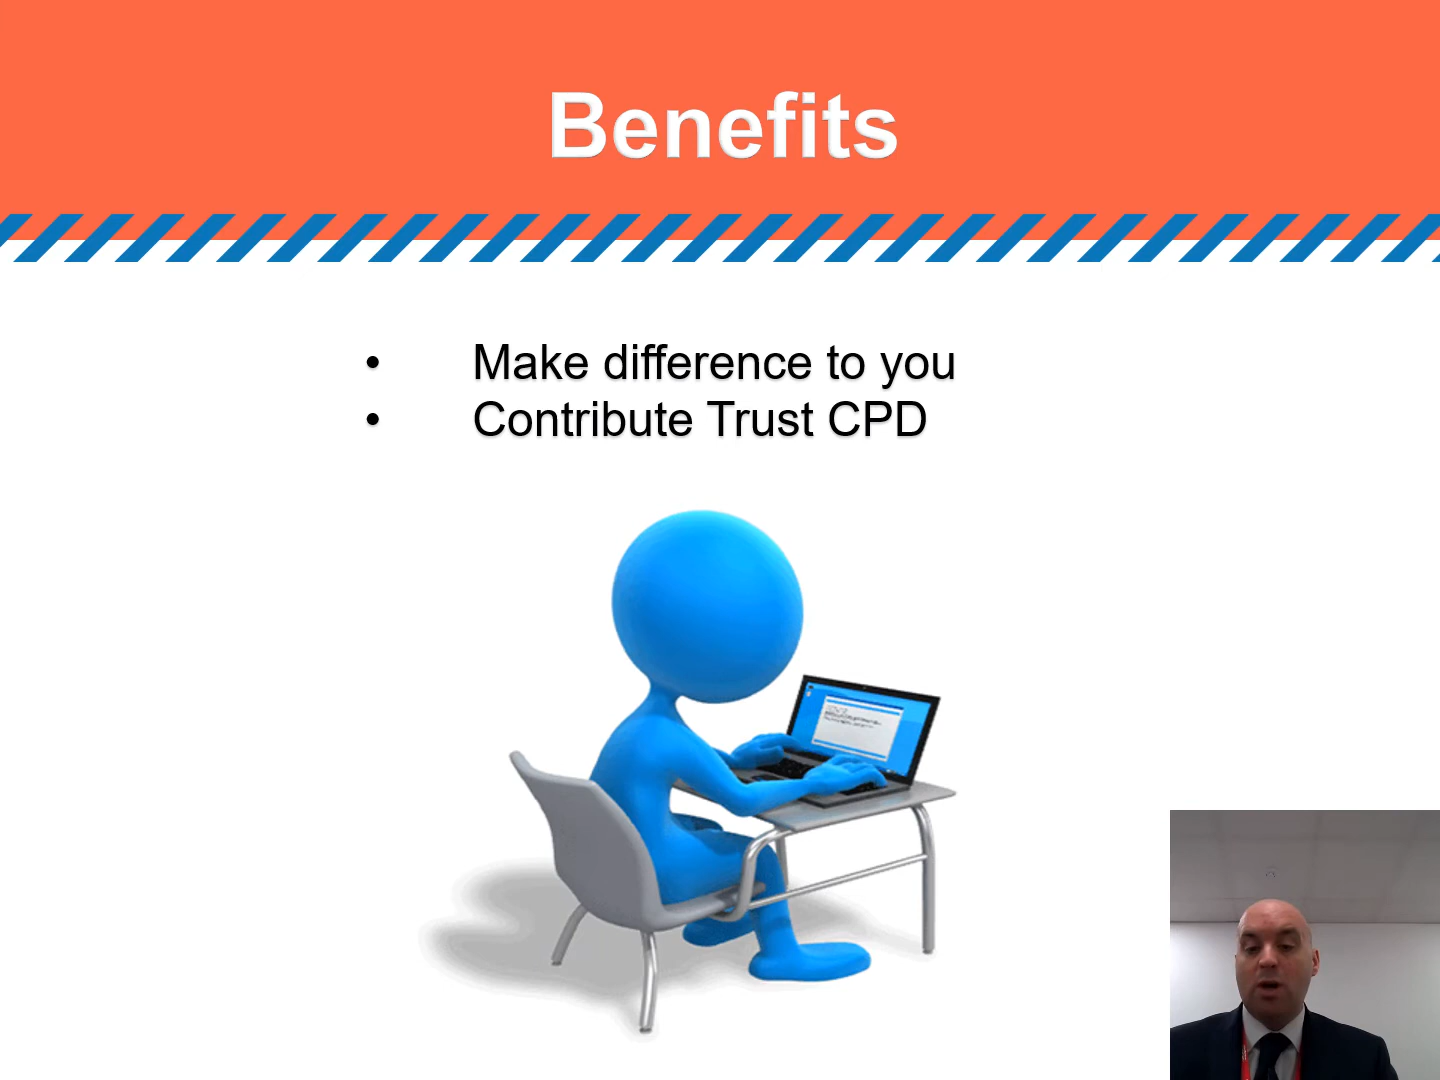 Benefits
• Make difference to you
• Contribute Trust CPD